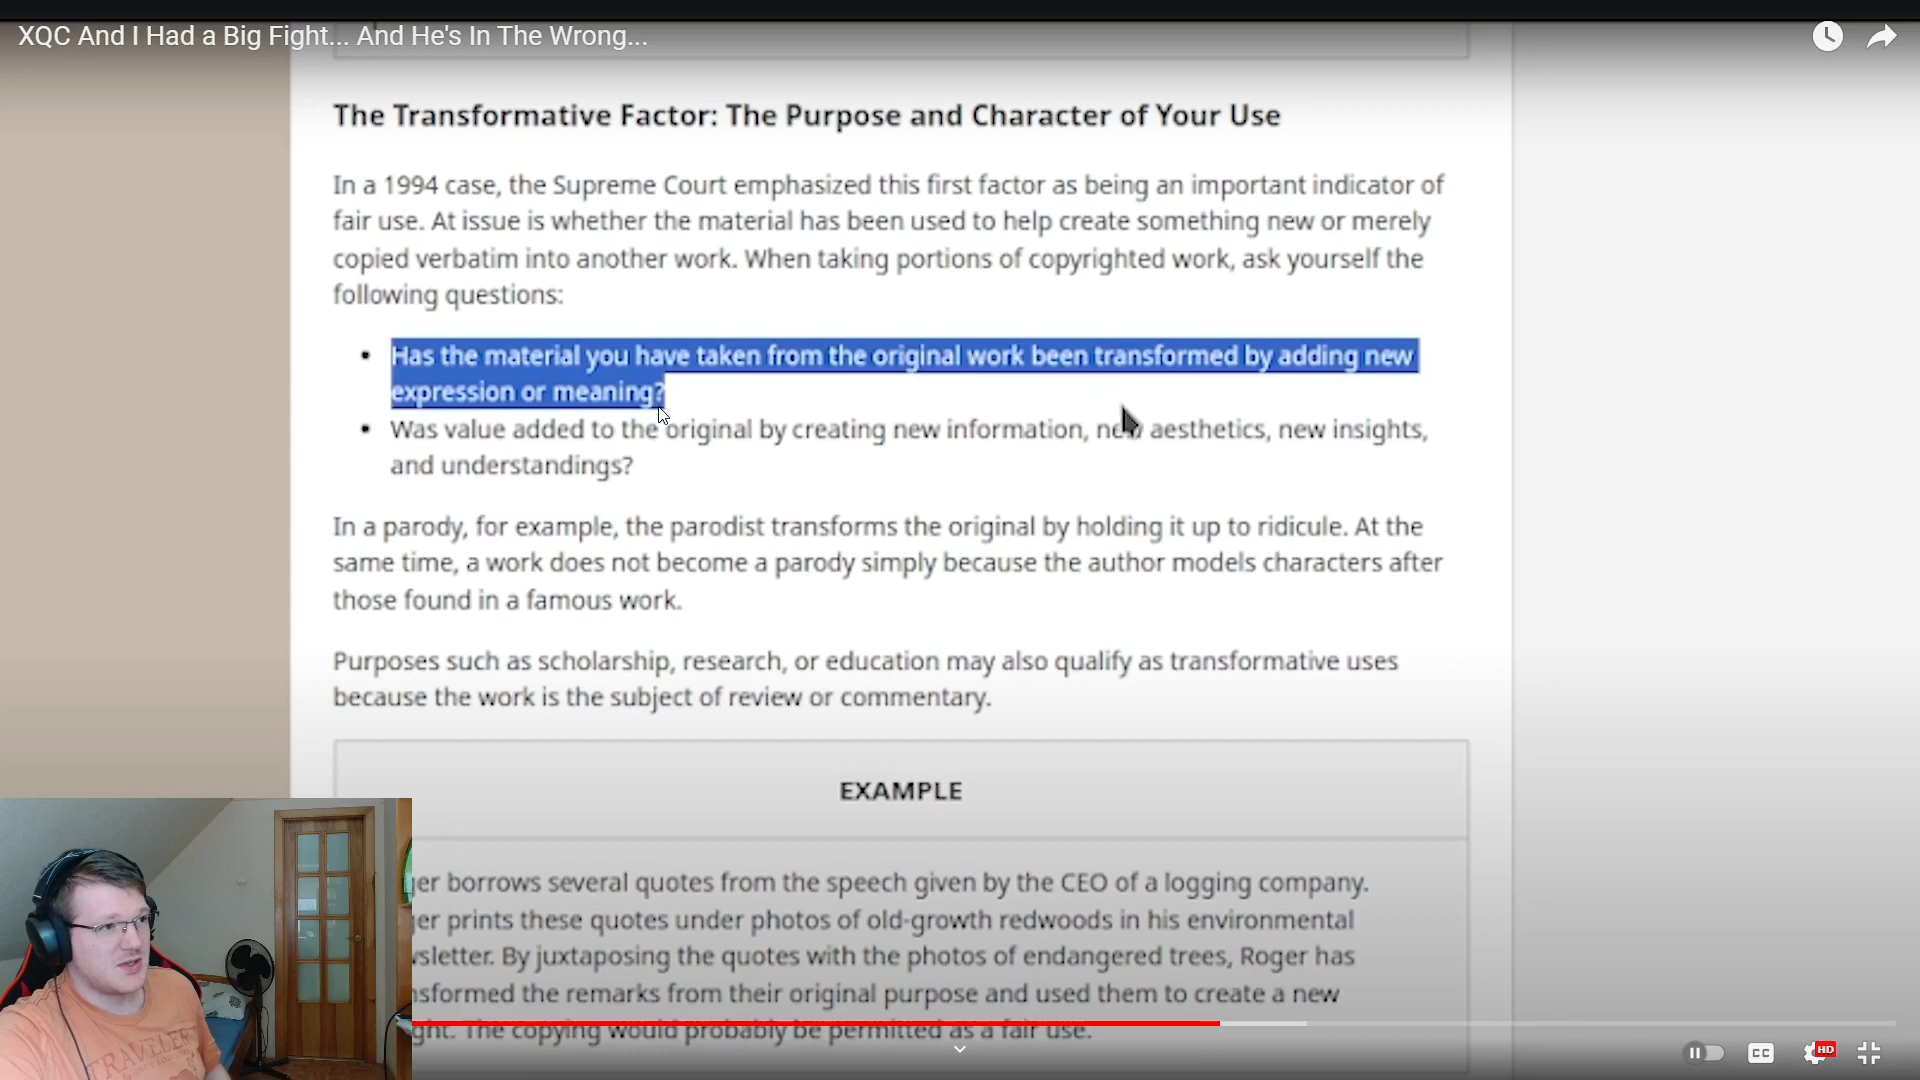 XQC And I Had a Big Fight... And He's In The Wrong...
The Transformative Factor: The Purpose and Character of Your Use
In a 1994 case, the Supreme Court emphasized this first factor as being an important indicator of
fair use. At issue is whether the material has been used to help create something new or merely
copied verbatim into another work. When taking portions of copyrighted work, ask yourself the
following questions:
• Has the material you have taken from the original work been transformed by adding new
expression or meaning?
• Was value added to the original by creating new information, new aesthetics, new insights,
and understandings?
In a parody, for example, the parodist transforms the original by holding it up to ridicule. At the
same time, a work does not become a parody simply because the author models characters after
those found in a famous work.
Purposes such as scholarship, research, or education may also qualify as transformative uses
because the work is the subject of review or commentary.
EXAMPLE
borrows several quotes from the speech given by the CEO of a logging company.
prints these quotes under photos of old-growth redwoods in his environmental
By juxtaposing the quotes with the photos of endangered trees, Roger has
the remarks from their original purpose and used them to create a new
The copying would probably be permitted as a fair use.
CC
HD
TRAVELER